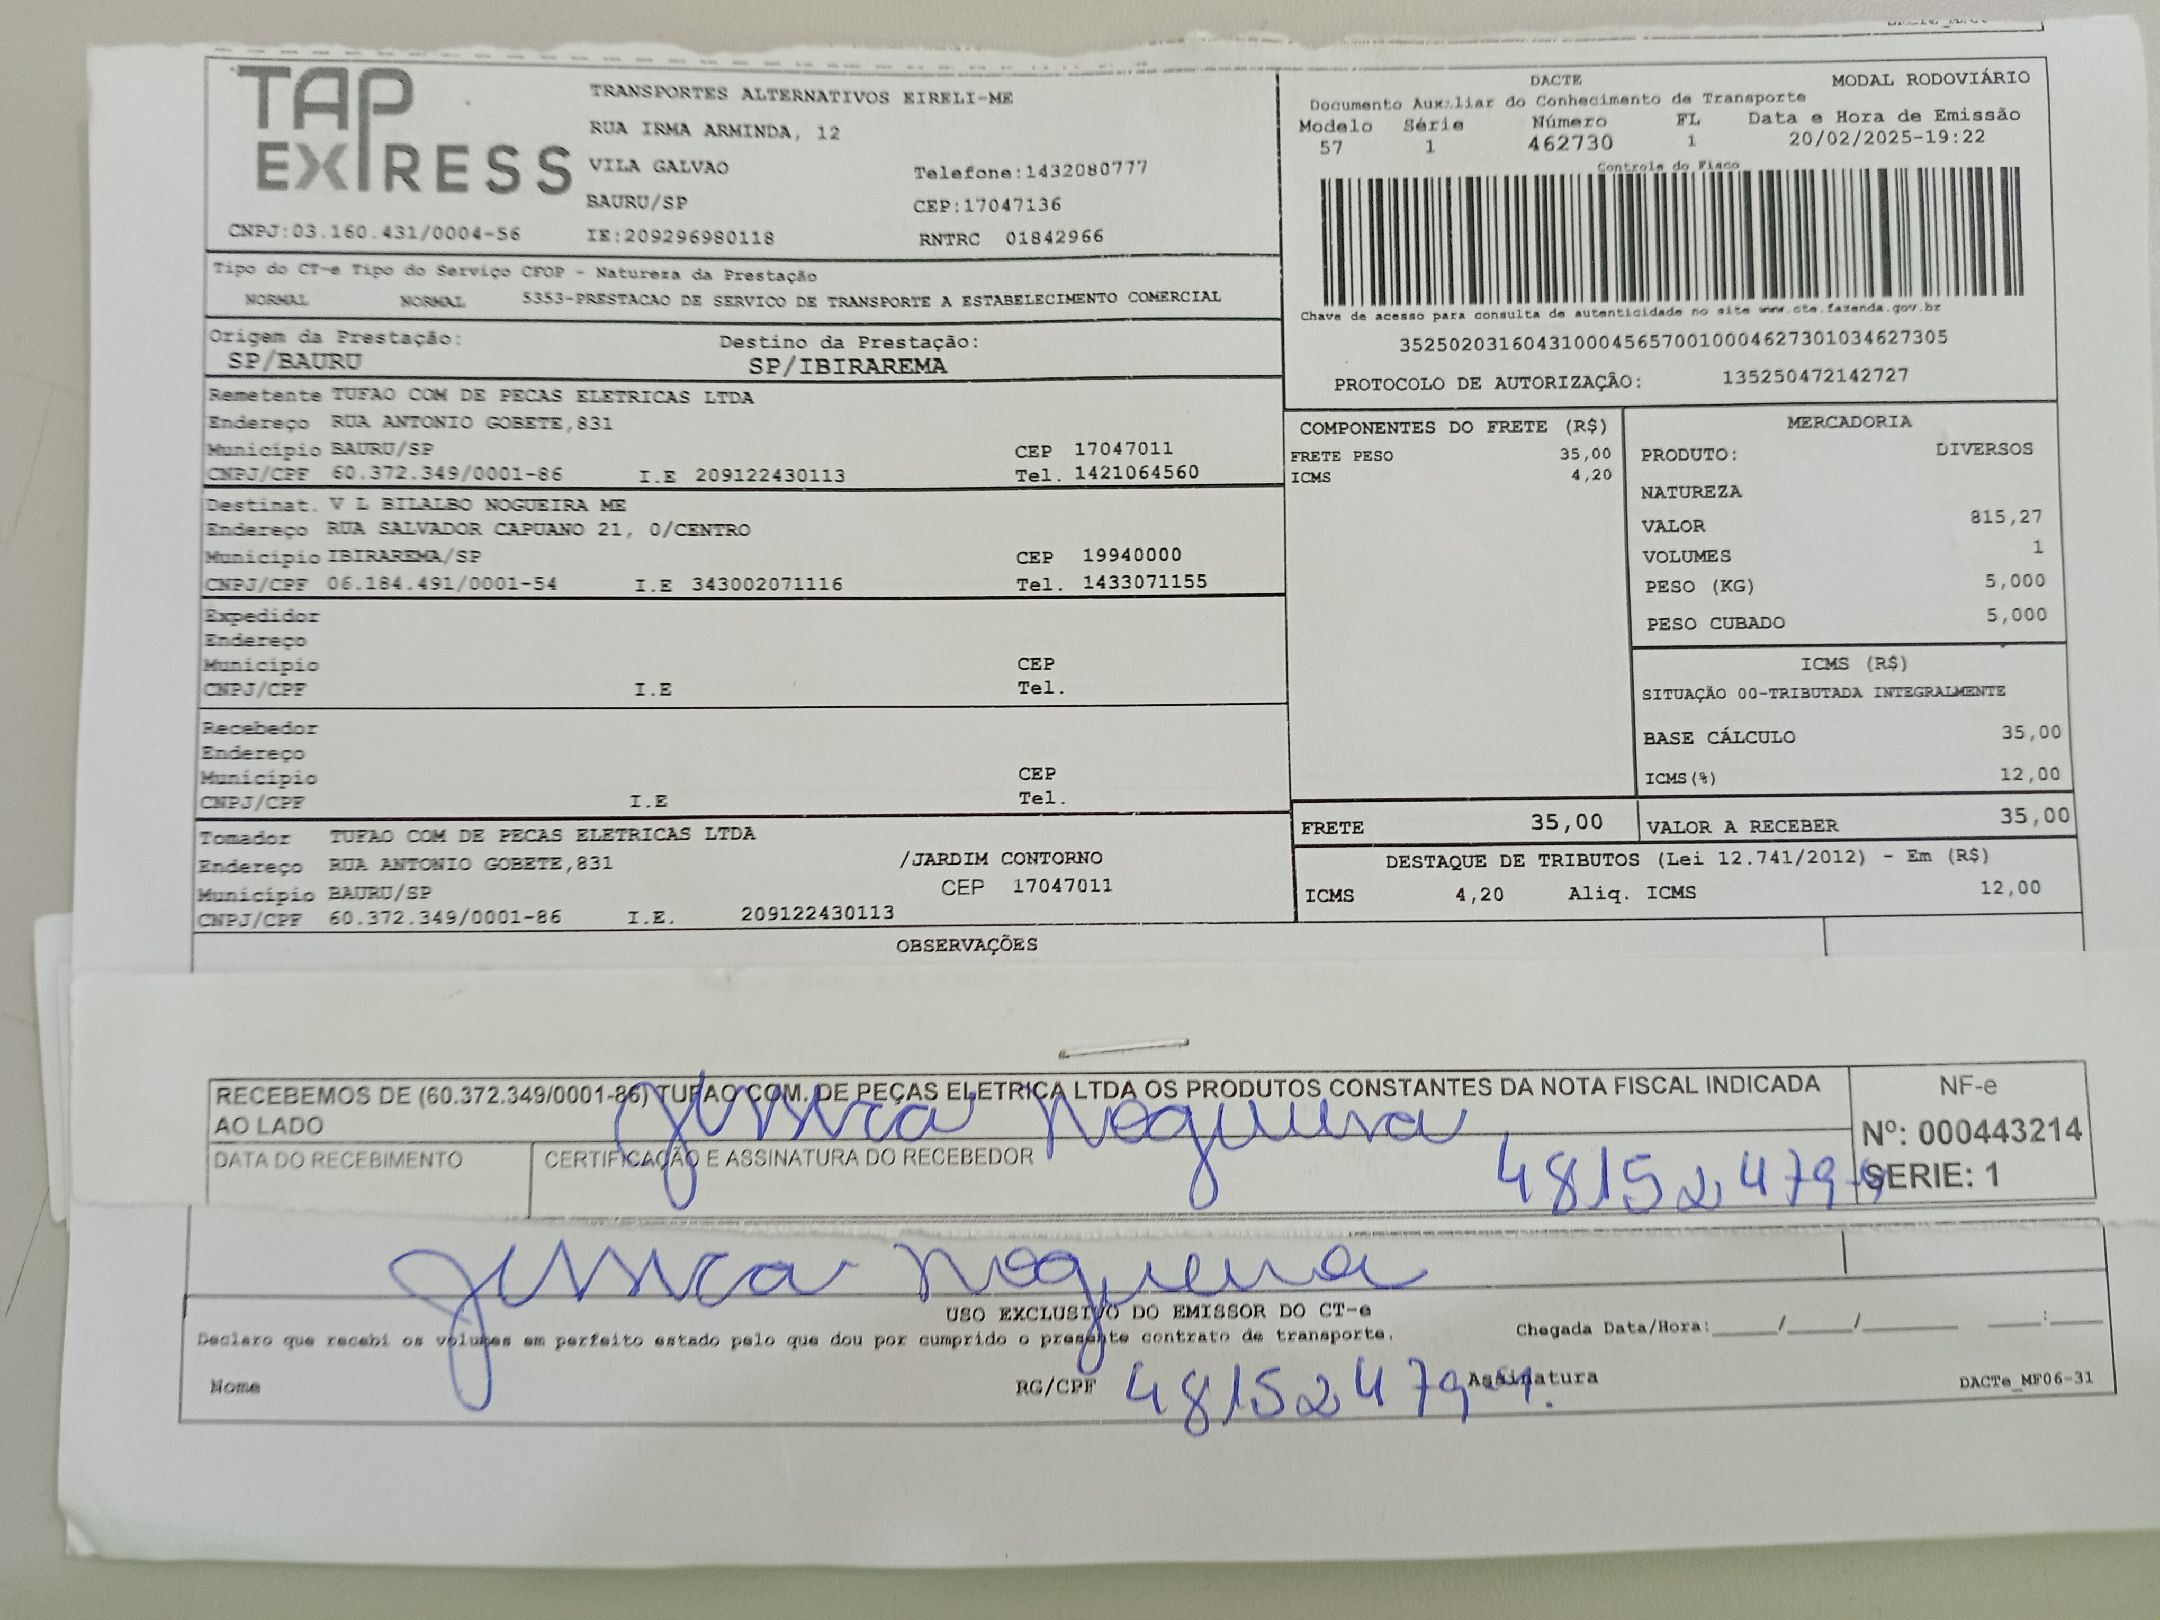 TAP EXPRESS
TRANSPORTES ALTERNATIVOS EIRELI-ME
RUA IRMA ARMINDA, 12
VILA GALVAO Telefone:1432080777
BAURU/SP CEP:17047136
CNPJ:03.160.431/0004-56 IE:209296980118 RNTRC 01842966
DACTE MODAL RODOVIÁRIO
Documento Auxiliar do Conhecimento de Transporte
Modelo Série Número FL Data e Hora de Emissão
57 1 462730 1 20/02/2025-19:22
Controle do Fisco
Chave de acesso para consulta de autenticidade no site www.cte.fazenda.gov.br
35250203160431000456570010004627301034627305
PROTOCOLO DE AUTORIZAÇÃO: 135250472142727
Tipo do CT-e Tipo do Serviço CFOP - Natureza da Prestação
NORMAL NORMAL 5353-PRESTACAO DE SERVICO DE TRANSPORTE A ESTABELECIMENTO COMERCIAL
Origem da Prestação: Destino da Prestação:
SP/BAURU SP/IBIRAREMA
Remetente TUFAO COM DE PECAS ELETRICAS LTDA
Endereço RUA ANTONIO GOBETE,831
Município BAURU/SP CEP 17047011
CNPJ/CPF 60.372.349/0001-86 I.E 209122430113 Tel. 1421064560
Destinat. V L BILALBO NOGUEIRA ME
Endereço RUA SALVADOR CAPUANO 21, 0/CENTRO
Município IBIRAREMA/SP CEP 19940000
CNPJ/CPF 06.184.491/0001-54 I.E 343002071116 Tel. 1433071155
Expedidor
Endereço
Município CEP
CNPJ/CPF I.E Tel.
Recebedor
Endereço
Município CEP
CNPJ/CPF I.E Tel.
Tomador TUFAO COM DE PECAS ELETRICAS LTDA
Endereço RUA ANTONIO GOBETE,831 /JARDIM CONTORNO
Município BAURU/SP CEP 17047011
CNPJ/CPF 60.372.349/0001-86 I.E. 209122430113
COMPONENTES DO FRETE (R$)
FRETE PESO 35,00
ICMS 4,20
MERCADORIA
PRODUTO: DIVERSOS
NATUREZA
VALOR 815,27
VOLUMES 1
PESO (KG) 5,000
PESO CUBADO 5,000
ICMS (R$)
SITUAÇÃO 00-TRIBUTADA INTEGRALMENTE
BASE CÁLCULO 35,00
ICMS(%) 12,00
FRETE 35,00 VALOR A RECEBER 35,00
DESTAQUE DE TRIBUTOS (Lei 12.741/2012) - Em (R$)
ICMS 4,20 Aliq. ICMS 12,00
OBSERVAÇÕES
RECEBEMOS DE (60.372.349/0001-86) TUFAO COM. DE PEÇAS ELETRICA LTDA OS PRODUTOS CONSTANTES DA NOTA FISCAL INDICADA
AO LADO
Jessica Nogueira
DATA DO RECEBIMENTO CERTIFICAÇÃO E ASSINATURA DO RECEBEDOR
48152479-9
NF-e
Nº: 000443214
SERIE: 1
Jessica Nogueira
USO EXCLUSIVO DO EMISSOR DO CT-e
Declaro que recebi os volumes em perfeito estado pelo que dou por cumprido o presente contrato de transporte. Chegada Data/Hora:_____/_____/_______ ____:____
Nome RG/CPF 48152479-9. Assinatura DACTe_MF06-31